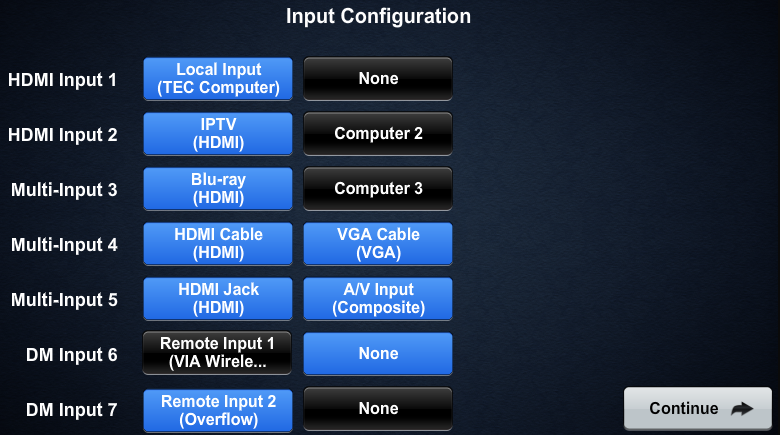 Input Configuration
HDMI Input 1
Local Input
(TEC Computer)
None
HDMI Input 2
IPTV
(HDMI)
Computer 2
Multi-Input 3
Blu-ray
(HDMI)
Computer 3
Multi-Input 4
HDMI Cable
(HDMI)
VGA Cable
(VGA)
Multi-Input 5
HDMI Jack
(HDMI)
A/V Input
(Composite)
DM Input 6
Remote Input 1
(VIA Wirele...
None
DM Input 7
Remote Input 2
(Overflow)
None
Continue